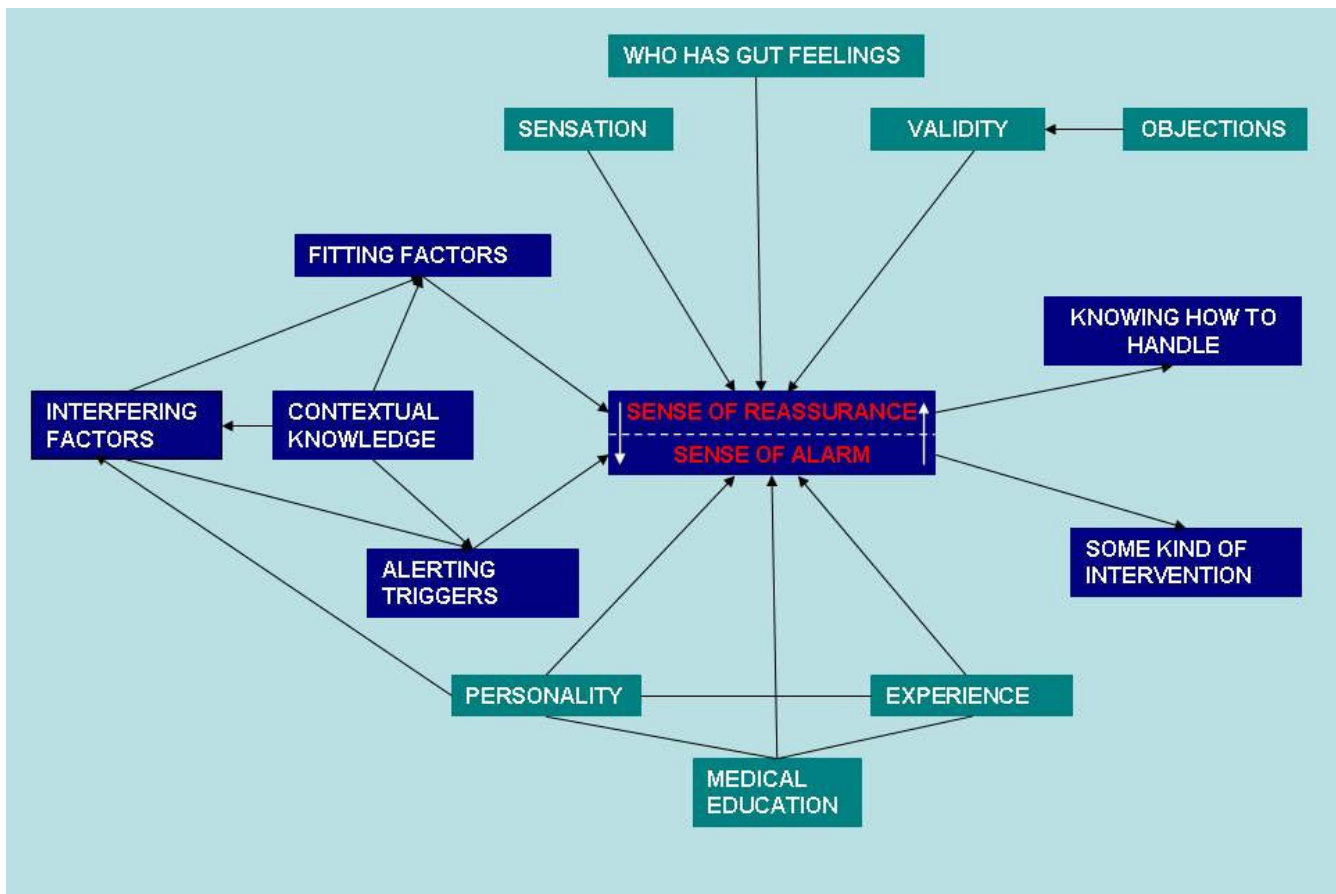 WHO HAS GUT FEELINGS
SENSATION
VALIDITY
OBJECTIONS
FITTING FACTORS
KNOWING HOW TO
HANDLE
INTERFERING
FACTORS
CONTEXTUAL
KNOWLEDGE
SENSE OF REASSURANCE
SENSE OF ALARM
ALERTING
TRIGGERS
SOME KIND OF
INTERVENTION
PERSONALITY
EXPERIENCE
MEDICAL
EDUCATION